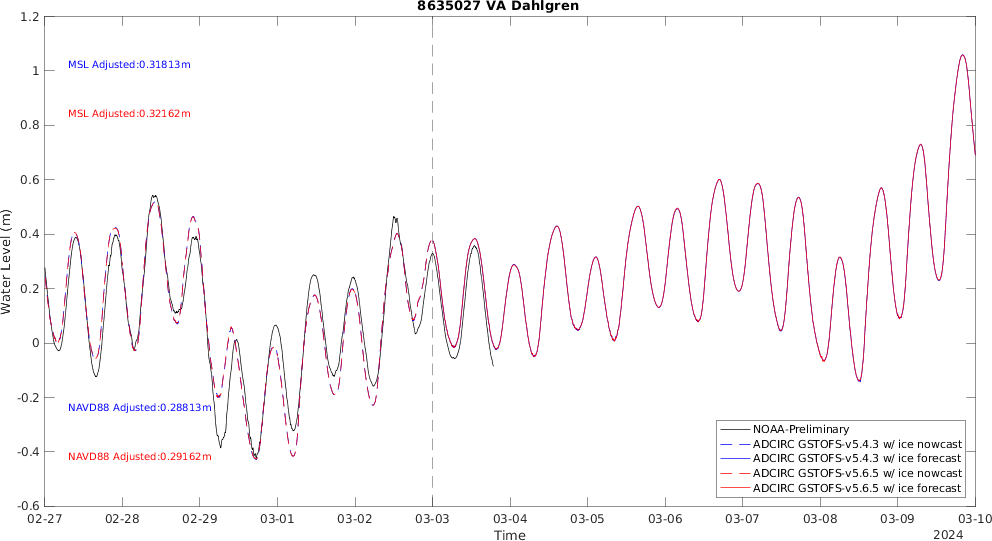 8635027 VA Dahlgren
1.2
1
0.8
0.6
0.4
0.2
0
-0.2
-0.4
-0.6
Water Level (m)
MSL Adjusted:0.31813m
MSL Adjusted:0.32162m
NAVD88 Adjusted:0.28813m
NAVD88 Adjusted:0.29162m
NOAA-Preliminary
ADCIRC GSTOFS-v5.4.3 w/ ice nowcast
ADCIRC GSTOFS-v5.4.3 w/ ice forecast
ADCIRC GSTOFS-v5.6.5 w/ ice nowcast
ADCIRC GSTOFS-v5.6.5 w/ ice forecast
02-27 02-28 02-29 03-01 03-02 03-03 03-04 03-05 03-06 03-07 03-08 03-09 03-10
Time
2024